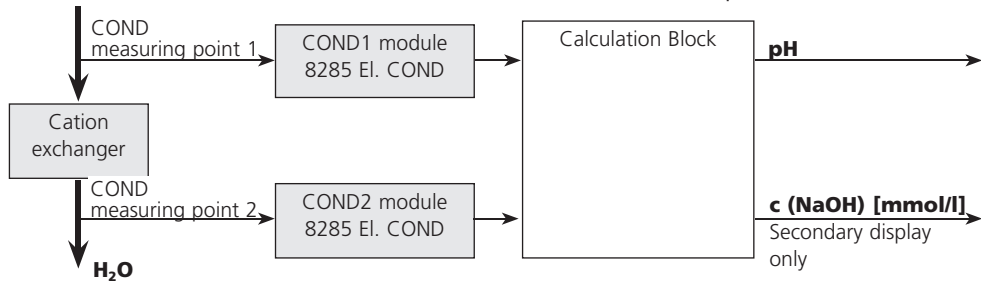 COND
measuring point 1
COND1 module
8285 El. COND
Calculation Block
pH
Cation
exchanger
COND
measuring point 2
COND2 module
8285 El. COND
c (NaOH) [mmol/l]
Secondary display
only
H₂O